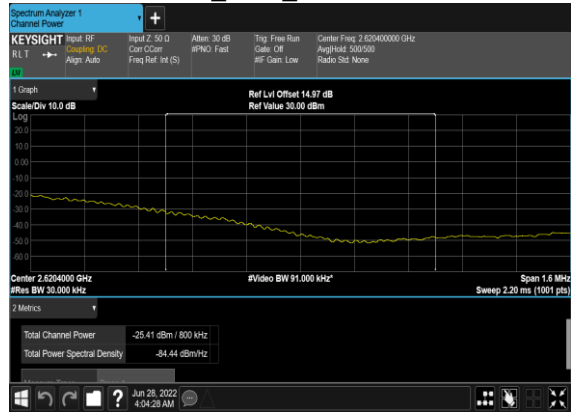 Spectrum Analyzer 1
Channel Power
+
KEYSIGHT Input: RF Input Z: 50 Ω Atten: 30 dB Trig: Free Run Center Freq: 2.620400000 GHz
RLT Coupling: DC Corr CCorr #PNO: Fast Gate: Off Avg|Hold: 500/500
Align: Auto Freq Ref: Int (S) #IF Gain: Low Radio Std: None
1 Graph
Ref Lvl Offset 14.97 dB
Scale/Div 10.0 dB Ref Value 30.00 dBm
Log
20.0
10.0
0.00
-10.0
-20.0
-30.0
-40.0
-50.0
-60.0
Center 2.6204000 GHz #Video BW 91.000 kHz* Span 1.6 MHz
#Res BW 30.000 kHz Sweep 2.20 ms (1001 pts)
2 Metrics
Total Channel Power -25.41 dBm / 800 kHz
Total Power Spectral Density -84.44 dBm/Hz
? Jun 28, 2022
4:04:28 AM